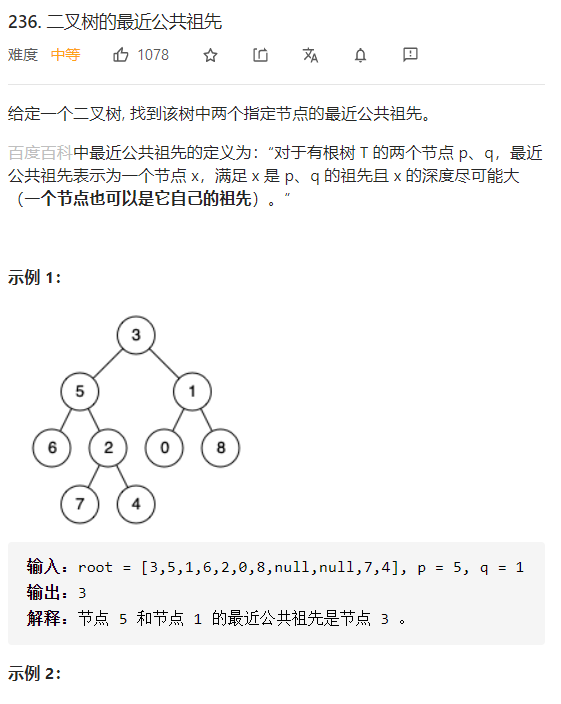 236. 二叉树的最近公共祖先
难度 中等 1078
给定一个二叉树, 找到该树中两个指定节点的最近公共祖先。
百度百科中最近公共祖先的定义为：“对于有根树 T 的两个节点 p、q，最近
公共祖先表示为一个节点 x，满足 x 是 p、q 的祖先且 x 的深度尽可能大
（一个节点也可以是它自己的祖先）。”
示例 1：
3
5 1
6 2 0 8
7 4
输入：root = [3,5,1,6,2,0,8,null,null,7,4], p = 5, q = 1
输出：3
解释：节点 5 和节点 1 的最近公共祖先是节点 3 。
示例 2：